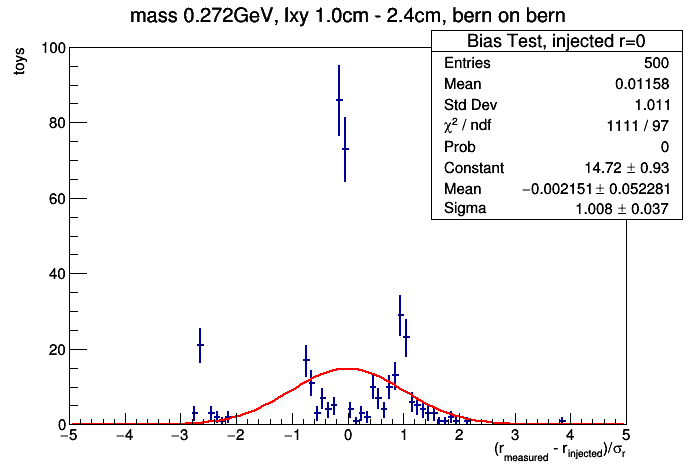 mass 0.272GeV, lxy 1.0cm - 2.4cm, bern on bern
toys
Bias Test, injected r=0
Entries 500
Mean 0.01158
Std Dev 1.011
χ² / ndf 1111 / 97
Prob 0
Constant 14.72 ± 0.93
Mean −0.002151 ± 0.052281
Sigma 1.008 ± 0.037
100
80
60
40
20
0
−5 −4 −3 −2 −1 0 1 2 3 4 5
(r_measured - r_injected)/σ_r